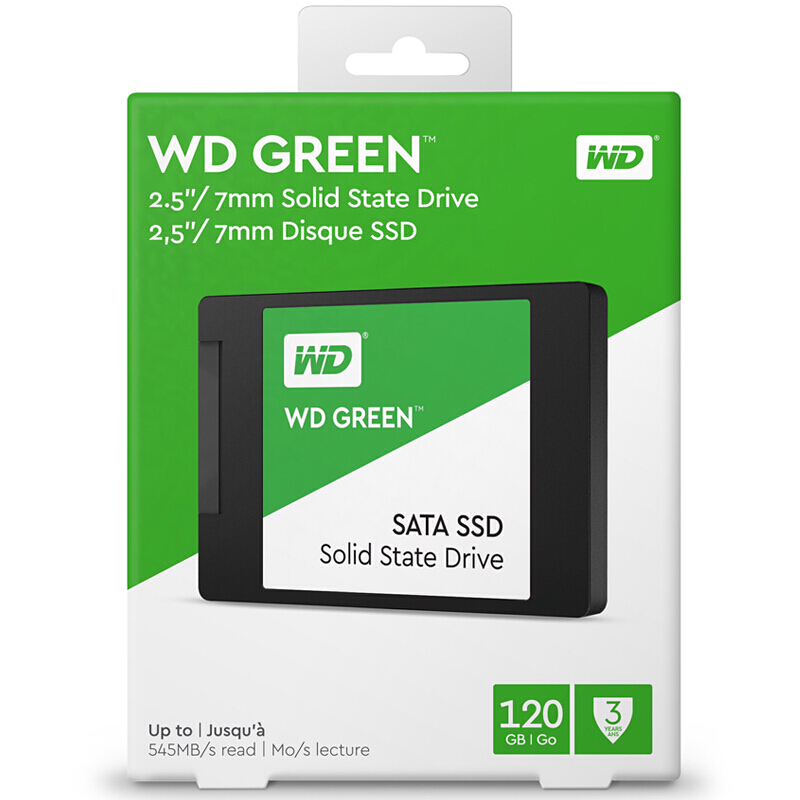 WD GREEN™
WD®
2.5"/ 7mm Solid State Drive
2,5"/ 7mm Disque SSD
WD®
WD GREEN™
SATA SSD
Solid State Drive
Up to | Jusqu'à
545MB/s read | Mo/s lecture
120
GB | Go
3
YEARS
ANS